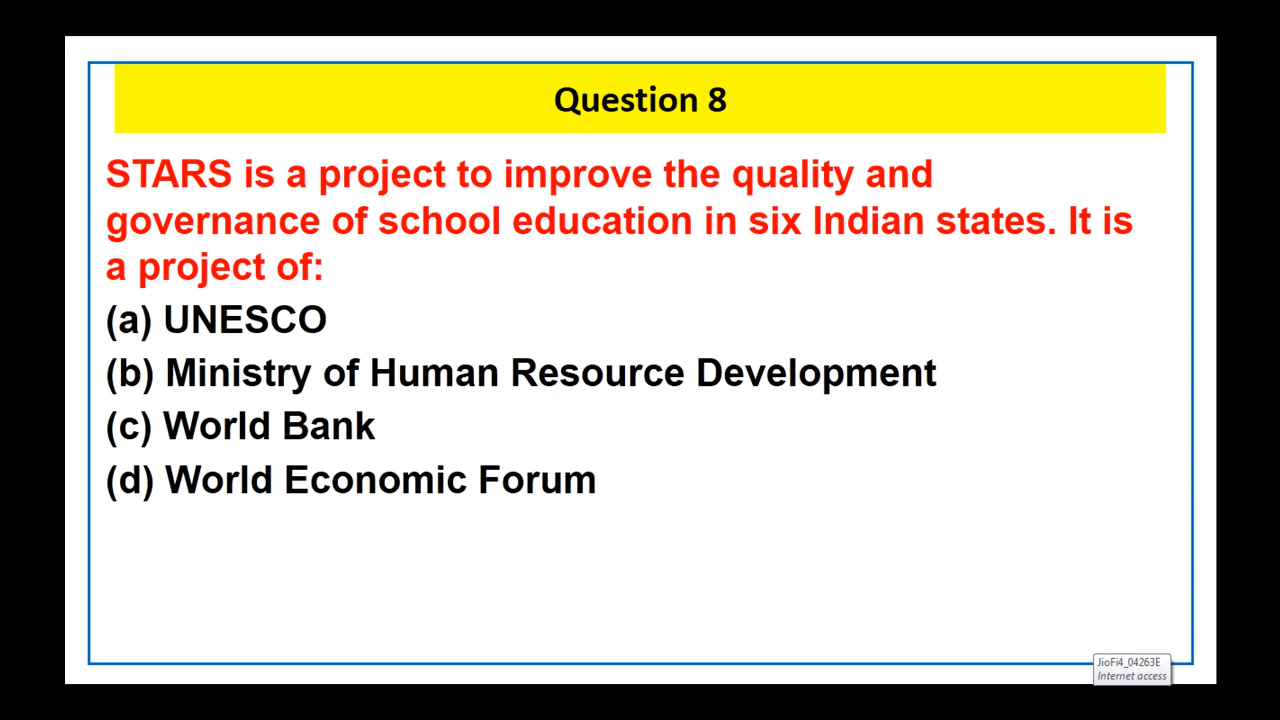 Question 8
STARS is a project to improve the quality and
governance of school education in six Indian states. It is
a project of:
(a) UNESCO
(b) Ministry of Human Resource Development
(c) World Bank
(d) World Economic Forum
JioFi4_04263E
Internet access